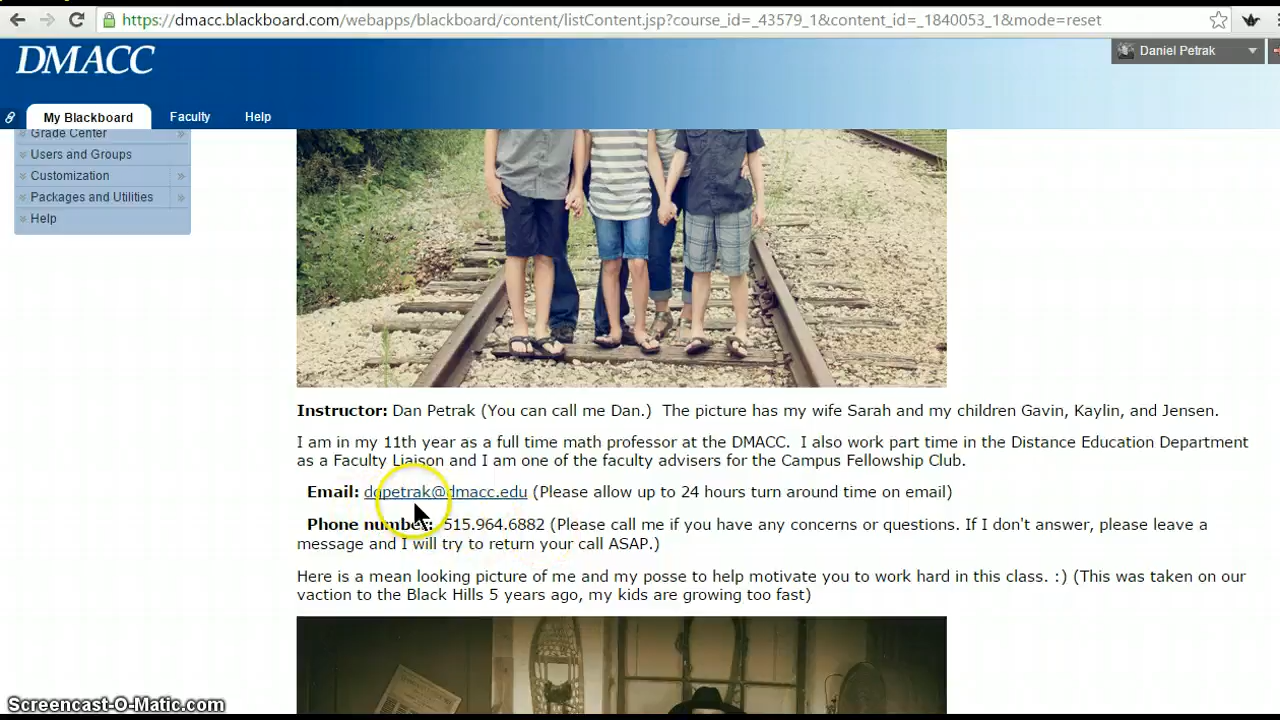 https://dmacc.blackboard.com/webapps/blackboard/content/listContent.jsp?course_id=_43579_1&content_id=_1840053_1&mode=reset
DMACC
Daniel Petrak
My Blackboard Faculty Help
Grade Center
Users and Groups
Customization
Packages and Utilities
Help
Instructor: Dan Petrak (You can call me Dan.) The picture has my wife Sarah and my children Gavin, Kaylin, and Jensen.
I am in my 11th year as a full time math professor at the DMACC. I also work part time in the Distance Education Department
as a Faculty Liaison and I am one of the faculty advisers for the Campus Fellowship Club.
Email: dqpetrak@dmacc.edu (Please allow up to 24 hours turn around time on email)
Phone number: 515.964.6882 (Please call me if you have any concerns or questions. If I don't answer, please leave a
message and I will try to return your call ASAP.)
Here is a mean looking picture of me and my posse to help motivate you to work hard in this class. :) (This was taken on our
vaction to the Black Hills 5 years ago, my kids are growing too fast)
Screencast-O-Matic.com